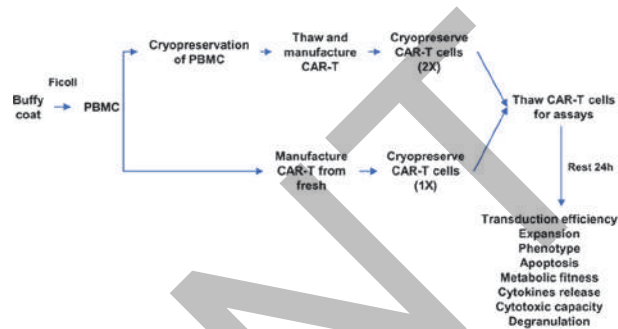 Cryopreservation
of PBMC
Thaw and
manufacture
CAR-T
Cryopreserve
CAR-T cells
(2X)
Ficoll
Buffy
coat
PBMC
Thaw CAR-T cells
for assays
Manufacture
CAR-T from
fresh
Cryopreserve
CAR-T cells
(1X)
Rest 24h
Transduction efficiency
Expansion
Phenotype
Apoptosis
Metabolic fitness
Cytokines release
Cytotoxic capacity
Degranulation